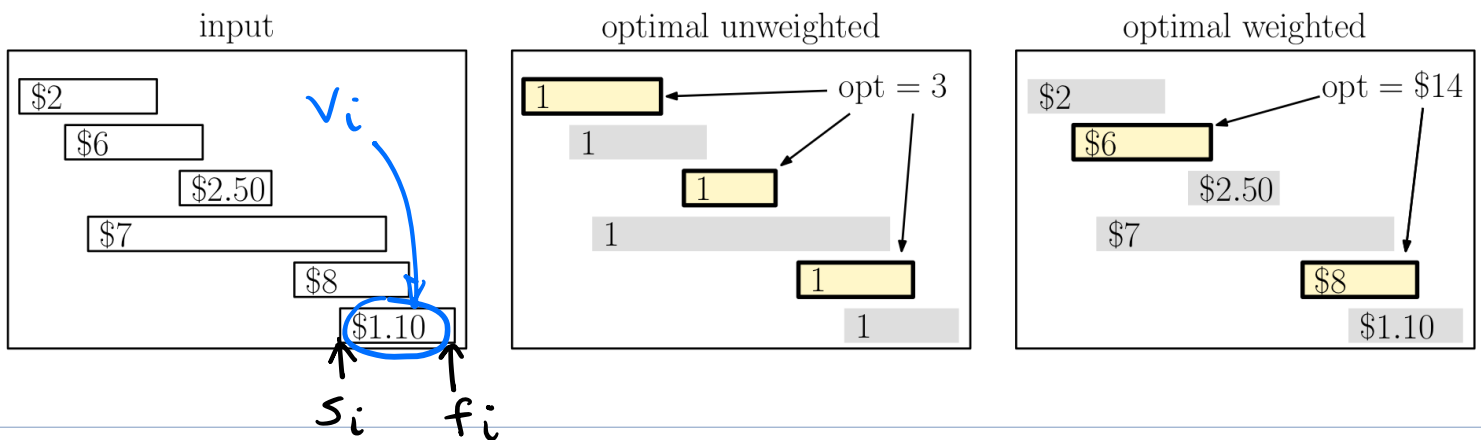 input
$2
$6
$2.50
$7
$8
$1.10
vᵢ
sᵢ
fᵢ
optimal unweighted
opt = 3
1
1
1
1
1
1
optimal weighted
opt = $14
$2
$6
$2.50
$7
$8
$1.10